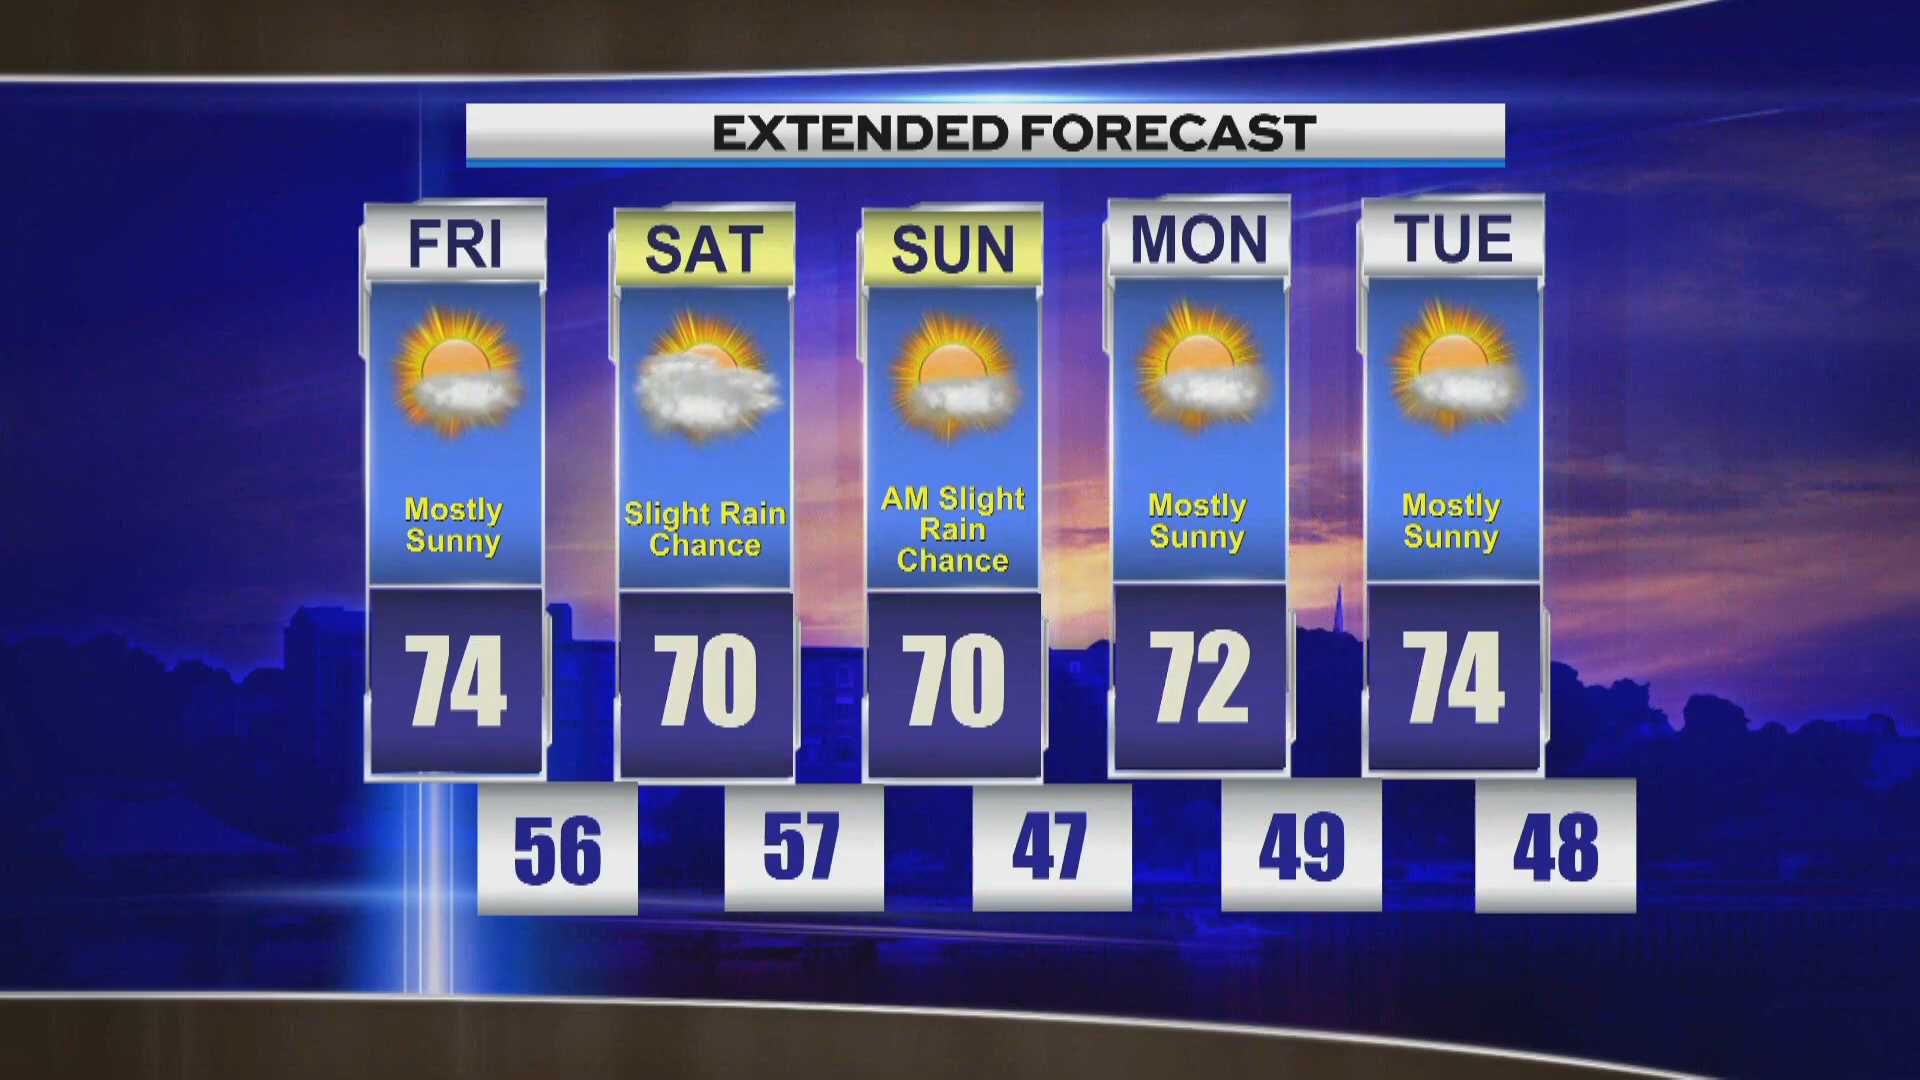 EXTENDED FORECAST
FRI
SAT
SUN
MON
TUE
Mostly
Sunny
Slight Rain
Chance
AM Slight
Rain
Chance
Mostly
Sunny
Mostly
Sunny
74
70
70
72
74
56
57
47
49
48